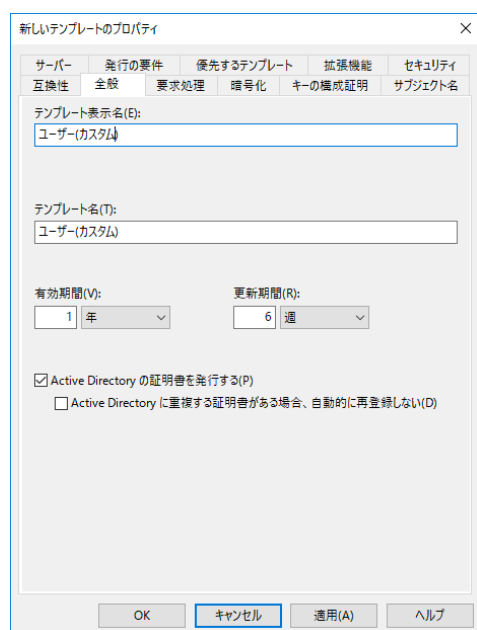 新しいテンプレートのプロパティ
サーバー 発行の要件 優先するテンプレート 拡張機能 セキュリティ
互換性 全般 要求処理 暗号化 キーの構成証明 サブジェクト名
テンプレート表示名(E):
ユーザー(カスタム)
テンプレート名(T):
ユーザー(カスタム)
有効期間(V): 更新期間(R):
1 年 6 週
Active Directory の証明書を発行する(P)
Active Directory に重複する証明書がある場合、自動的に再登録しない(D)
OK キャンセル 適用(A) ヘルプ